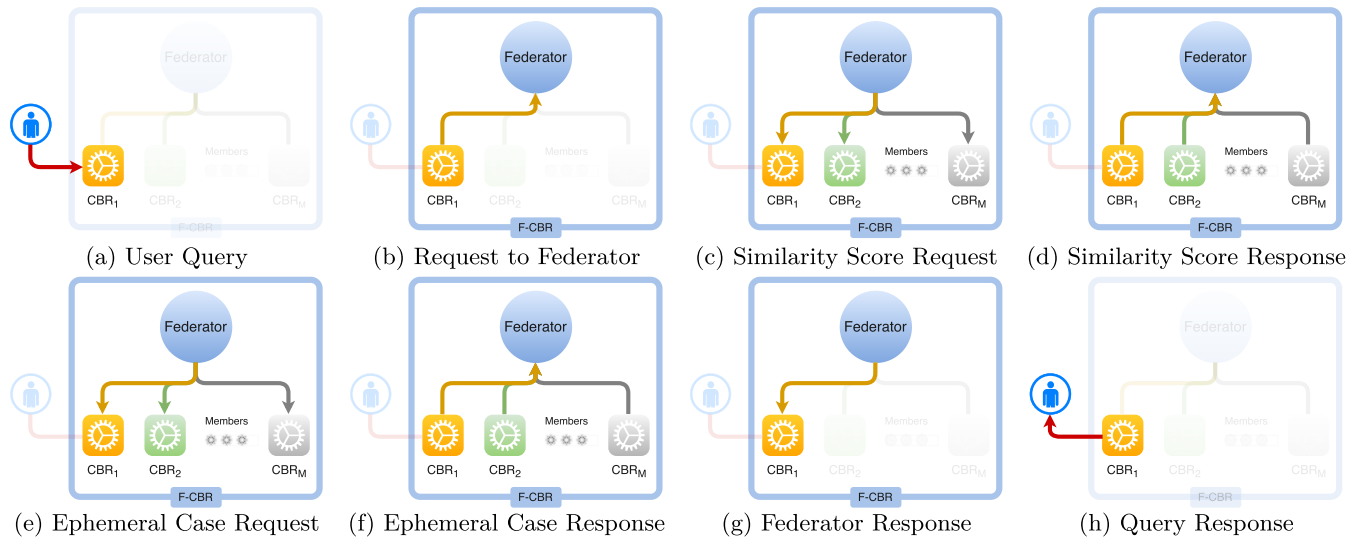 Federator
Members
CBR1
CBR2
CBRM
F-CBR
(a) User Query
Federator
Members
CBR1
CBR2
CBRM
F-CBR
(b) Request to Federator
Federator
Members
CBR1
CBR2
CBRM
F-CBR
(c) Similarity Score Request
Federator
Members
CBR1
CBR2
CBRM
F-CBR
(d) Similarity Score Response
Federator
Members
CBR1
CBR2
CBRM
F-CBR
(e) Ephemeral Case Request
Federator
Members
CBR1
CBR2
CBRM
F-CBR
(f) Ephemeral Case Response
Federator
Members
CBR1
CBR2
CBRM
F-CBR
(g) Federator Response
Federator
Members
CBR1
CBR2
CBRM
F-CBR
(h) Query Response